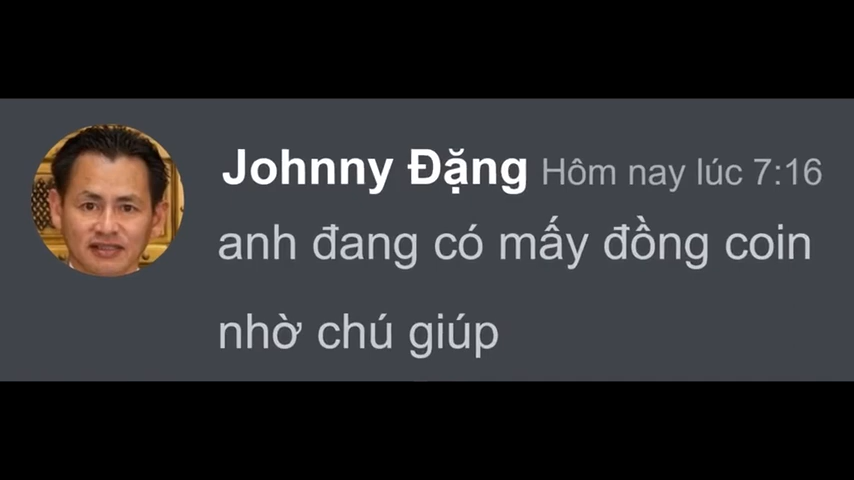 Johnny Đặng Hôm nay lúc 7:16
anh đang có mấy đồng coin
nhờ chú giúp